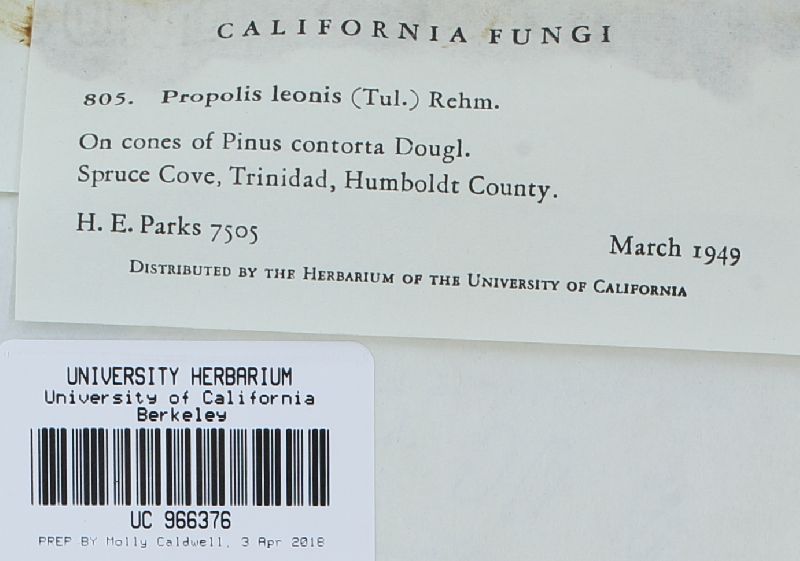 CALIFORNIA FUNGI
805. Propolis leonis (Tul.) Rehm.
On cones of Pinus contorta Dougl.
Spruce Cove, Trinidad, Humboldt County.
H. E. Parks 7505 March 1949
DISTRIBUTED BY THE HERBARIUM OF THE UNIVERSITY OF CALIFORNIA
UNIVERSITY HERBARIUM
University of California
Berkeley
UC 966376
PREP BY Molly Caldwell, 3 Apr 2018